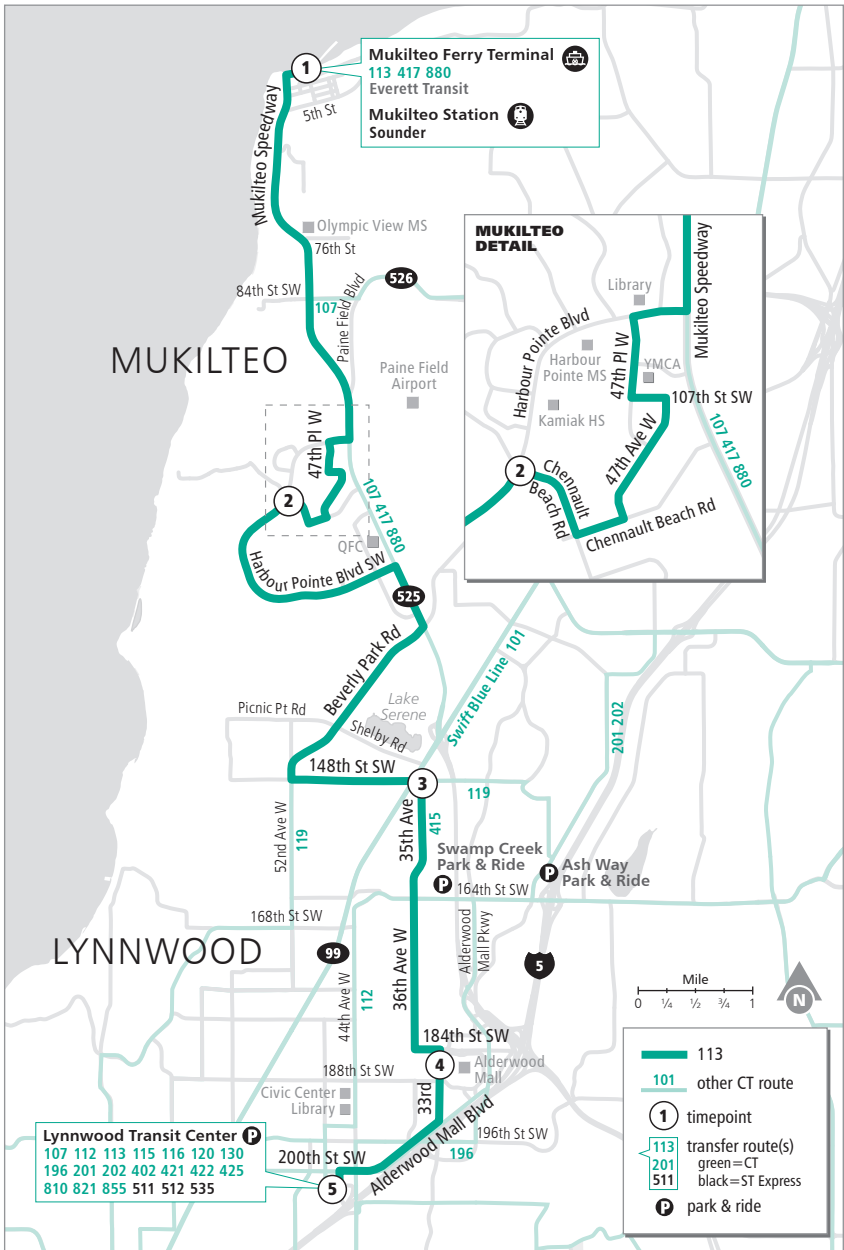 1
Mukilteo Ferry Terminal
113 417 880
Everett Transit
Mukilteo Station
Sounder
5th St
Mukilteo Speedway
Olympic View MS
76th St
84th St SW
107
526
Paine Field Blvd
MUKILTEO
Paine Field
Airport
47th Pl W
2
107 417 880
QFC
Harbour Pointe Blvd SW
525
MUKILTEO
DETAIL
Library
Mukilteo Speedway
Harbour Pointe Blvd
Harbour
Pointe MS
47th Pl W
YMCA
Kamiak HS
107th St SW
47th Ave W
107 417 880
2
Chennault
Beach Rd
Chennault Beach Rd
Beverly Park Rd
Swift Blue Line 101
Picnic Pt Rd
Lake
Serene
Shelby Rd
201 202
148th St SW
3
119
52nd Ave W
119
35th Ave
415
Swamp Creek
Park & Ride
P
P
Ash Way
Park & Ride
164th St SW
168th St SW
LYNNWOOD
99
Alderwood
Mall Pkwy
5
36th Ave W
44th Ave W
112
Mile
0 ¼ ½ ¾ 1
N
184th St SW
4
Alderwood
Mall
188th St SW
Civic Center
Library
33rd
Alderwood Mall Blvd
196th St SW
196
200th St SW
5
Lynnwood Transit Center P
107 112 113 115 116 120 130
196 201 202 402 421 422 425
810 821 855 511 512 535
113
101
other CT route
1 timepoint
113 transfer route(s)
201 green=CT
511 black=ST Express
P park & ride